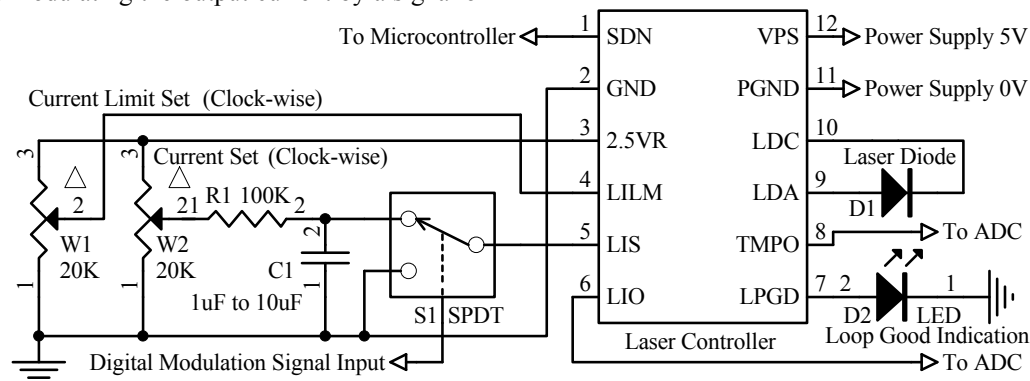 To Microcontroller
1 SDN
VPS 12 Power Supply 5V
2 GND
PGND 11 Power Supply 0V
Current Limit Set (Clock-wise)
3 2.5VR
LDC 10
Current Set (Clock-wise)
Laser Diode
3
3
2
W1
20K
1
21
W2
20K
1
R1 100K
2
4 LILM
LDA 9
D1
2
C1
1
1uF to 10uF
5 LIS
TMPO 8 To ADC
6 LIO
LPGD 7
2
1
D2 LED
S1 SPDT
Laser Controller
Loop Good Indication
Digital Modulation Signal Input
To ADC